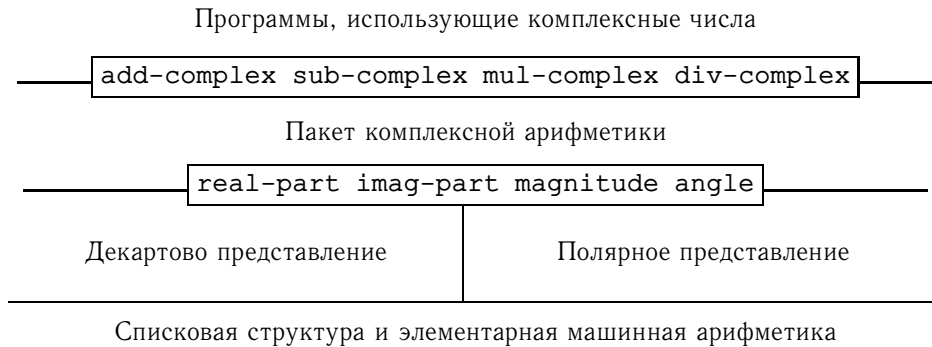 Программы, использующие комплексные числа
add-complex sub-complex mul-complex div-complex
Пакет комплексной арифметики
real-part imag-part magnitude angle
Декартово представление
Полярное представление
Списковая структура и элементарная машинная арифметика